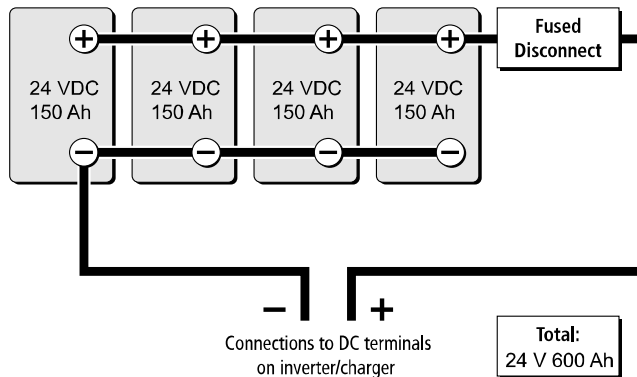 + + + + Fused
Disconnect
24 VDC 24 VDC 24 VDC 24 VDC
150 Ah 150 Ah 150 Ah 150 Ah
− − − −
− +
Connections to DC terminals
on inverter/charger
Total:
24 V 600 Ah